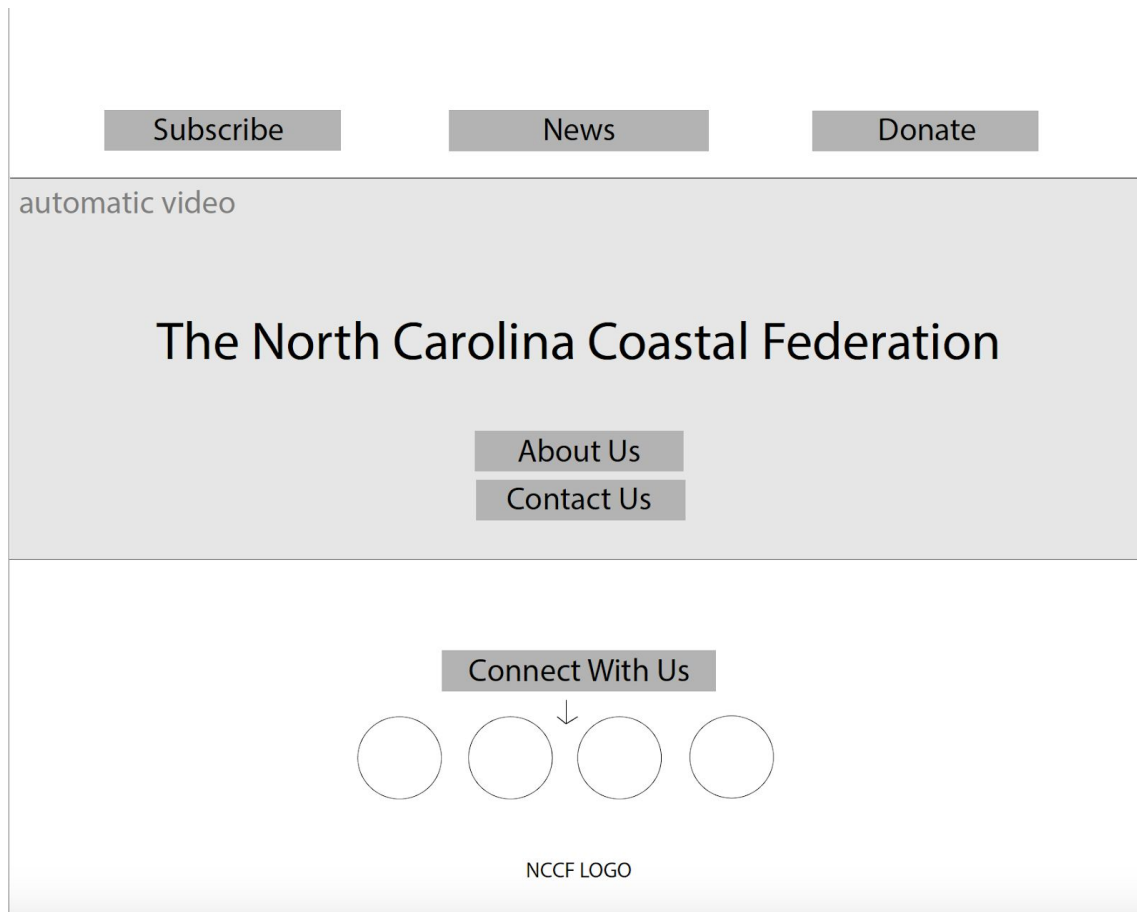 Subscribe
News
Donate
automatic video
The North Carolina Coastal Federation
About Us
Contact Us
Connect With Us
NCCF LOGO